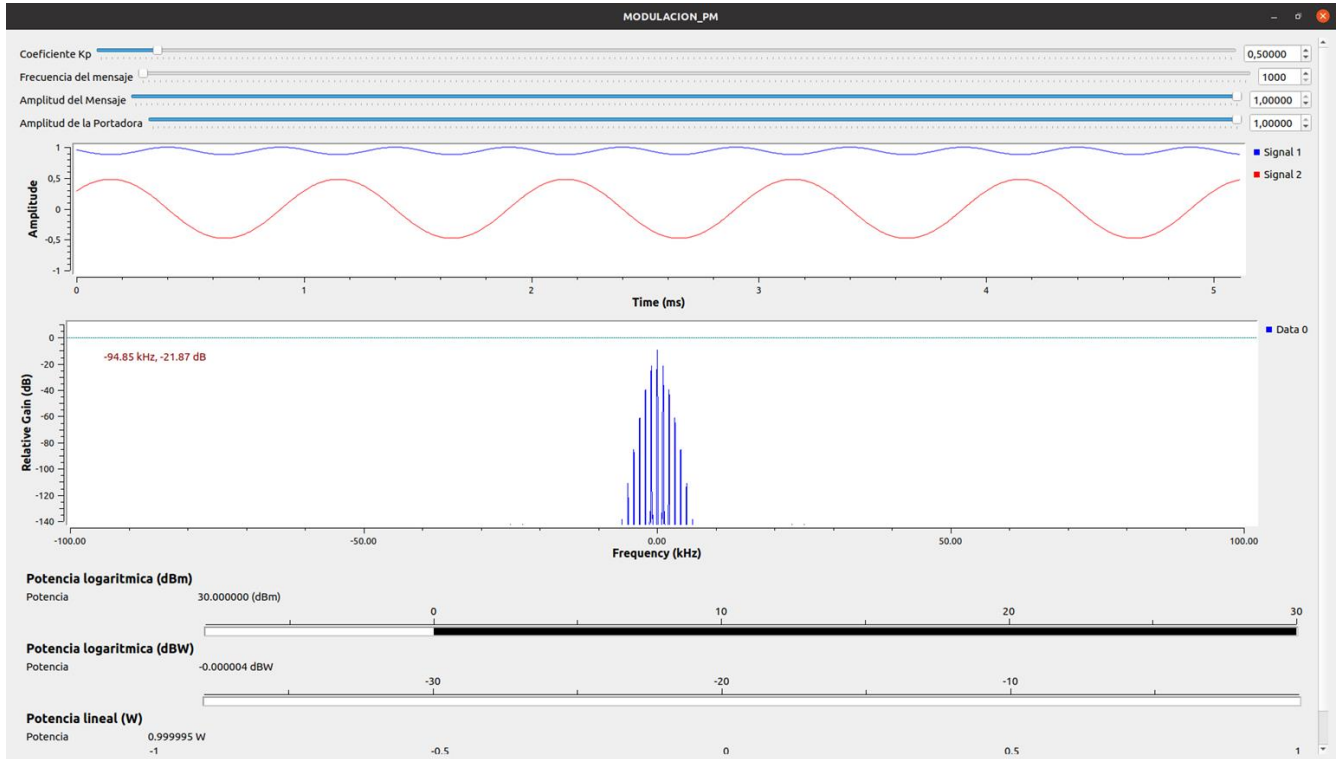 MODULACION_PM
Coeficiente Kp 0,50000
Frecuencia del mensaje 1000
Amplitud del Mensaje 1,00000
Amplitud de la Portadora 1,00000
Signal 1
Signal 2
Amplitude
1
0,5
0
-0,5
-1
0 1 2 3 4 5
Time (ms)
Data 0
-94.85 kHz, -21.87 dB
Relative Gain (dB)
0
-20
-40
-60
-80
-100
-120
-140
-100.00 -50.00 0.00 50.00 100.00
Frequency (kHz)
Potencia logaritmica (dBm)
Potencia 30.000000 (dBm)
0 10 20 30
Potencia logaritmica (dBW)
Potencia -0.000004 dBW
-30 -20 -10
Potencia lineal (W)
Potencia 0.999995 W
-1 -0.5 0 0.5 1